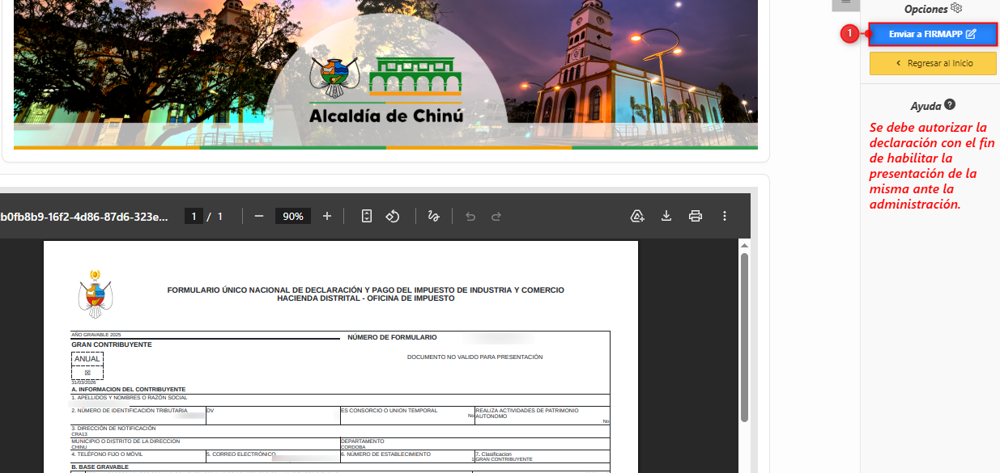 Opciones
1
Enviar a FIRMAPP
Regresar al Inicio
Ayuda
Se debe autorizar la
declaración con el fin
de habilitar la
presentación de la
misma ante la
administración.
Alcaldía de Chinú
b0fb8b9-16f2-4d86-87d6-323e...
1 / 1
90%
FORMULARIO ÚNICO NACIONAL DE DECLARACIÓN Y PAGO DEL IMPUESTO DE INDUSTRIA Y COMERCIO
HACIENDA DISTRITAL - OFICINA DE IMPUESTO
AÑO GRAVABLE 2025
NÚMERO DE FORMULARIO
GRAN CONTRIBUYENTE
ANUAL
DOCUMENTO NO VALIDO PARA PRESENTACIÓN
31/03/2026
A. INFORMACION DEL CONTRIBUYENTE
1. APELLIDOS Y NOMBRES O RAZÓN SOCIAL
2. NÚMERO DE IDENTIFICACIÓN TRIBUTARIA
DV
ES CONSORCIO O UNION TEMPORAL
No
REALIZA ACTIVIDADES DE PATRIMONIO
AUTONOMO
No
3. DIRECCIÓN DE NOTIFICACIÓN
CRA13
MUNICIPIO O DISTRITO DE LA DIRECCION
CHINU
DEPARTAMENTO
CORDOBA
4. TELÉFONO FIJO O MÓVIL
5. CORREO ELECTRÓNICO
6. NÚMERO DE ESTABLECIMIENTO
1
7. Clasificacion
GRAN CONTRIBUYENTE
B. BASE GRAVABLE